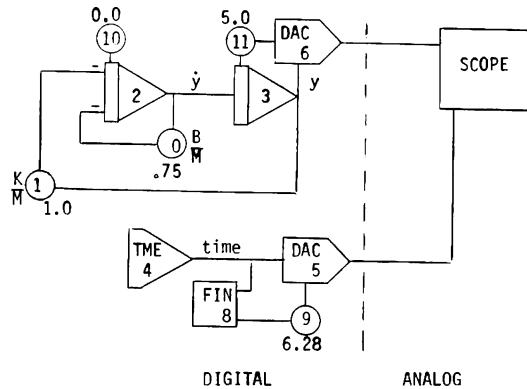 0.0
10
5.0
11
DAC
6
SCOPE
−
−
2
ẏ
3
y
0
B
M
.75
K
M
1
1.0
TME
4
time
DAC
5
FIN
8
9
6.28
DIGITAL
ANALOG